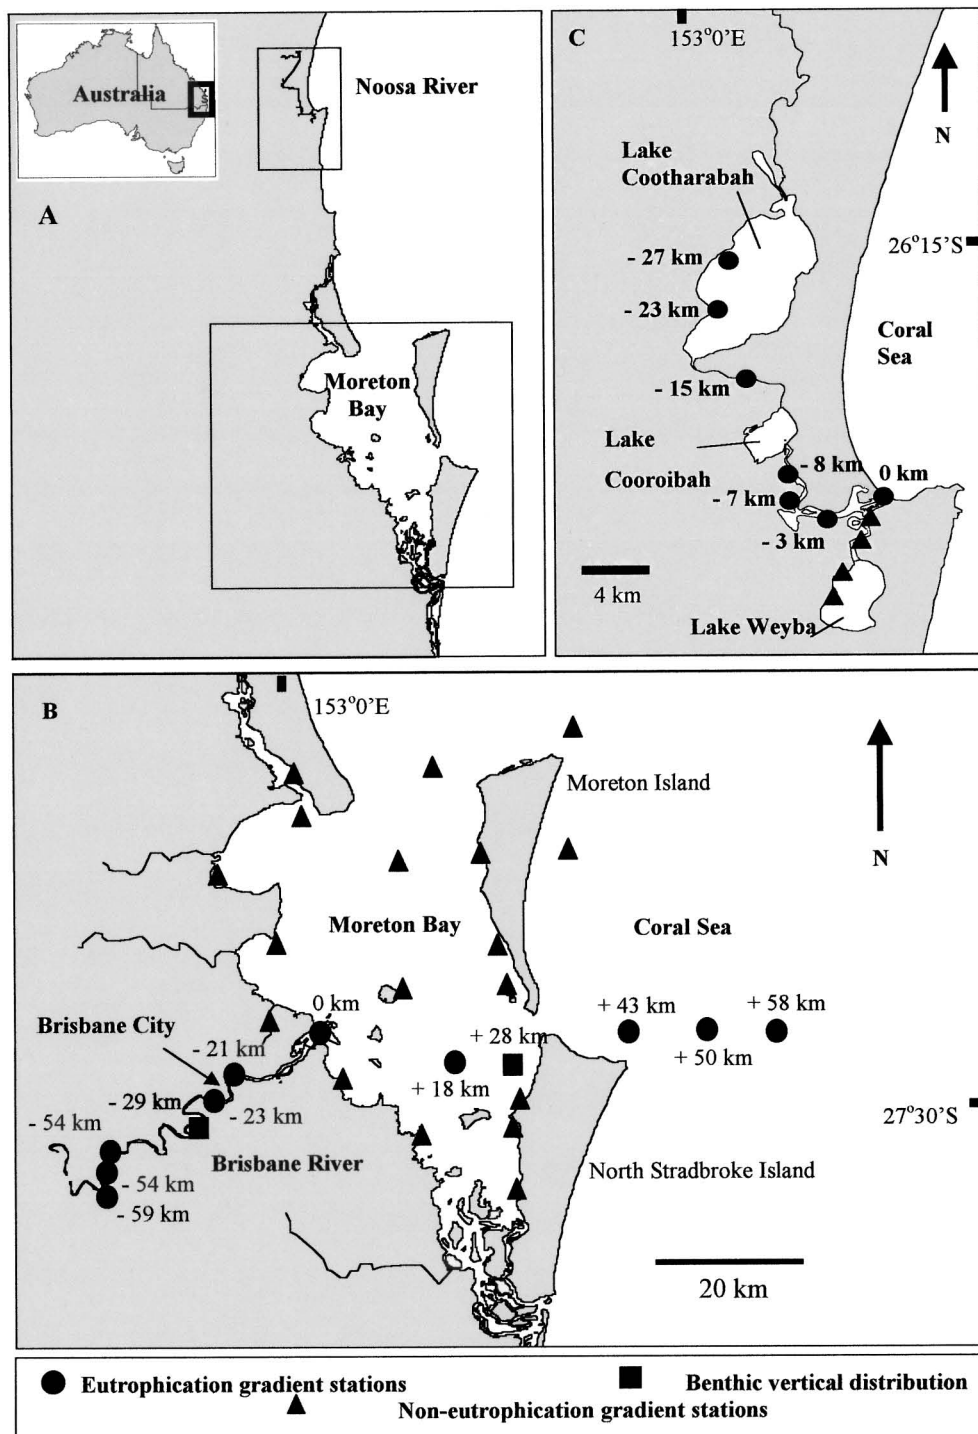 Australia
A
Noosa River
Moreton
Bay
C
153°0'E
N
Lake
Cootharabah
26°15'S
- 27 km
- 23 km
Coral
Sea
- 15 km
Lake
Cooroibah
- 8 km
0 km
- 7 km
- 3 km
4 km
Lake Weyba
B
153°0'E
Moreton Island
N
Moreton Bay
Coral Sea
0 km
+ 43 km
+ 58 km
Brisbane City
+ 28 km
- 21 km
+ 50 km
+ 18 km
- 29 km
- 23 km
27°30'S
- 54 km
Brisbane River
North Stradbroke Island
- 54 km
- 59 km
20 km
Eutrophication gradient stations
Benthic vertical distribution
Non-eutrophication gradient stations